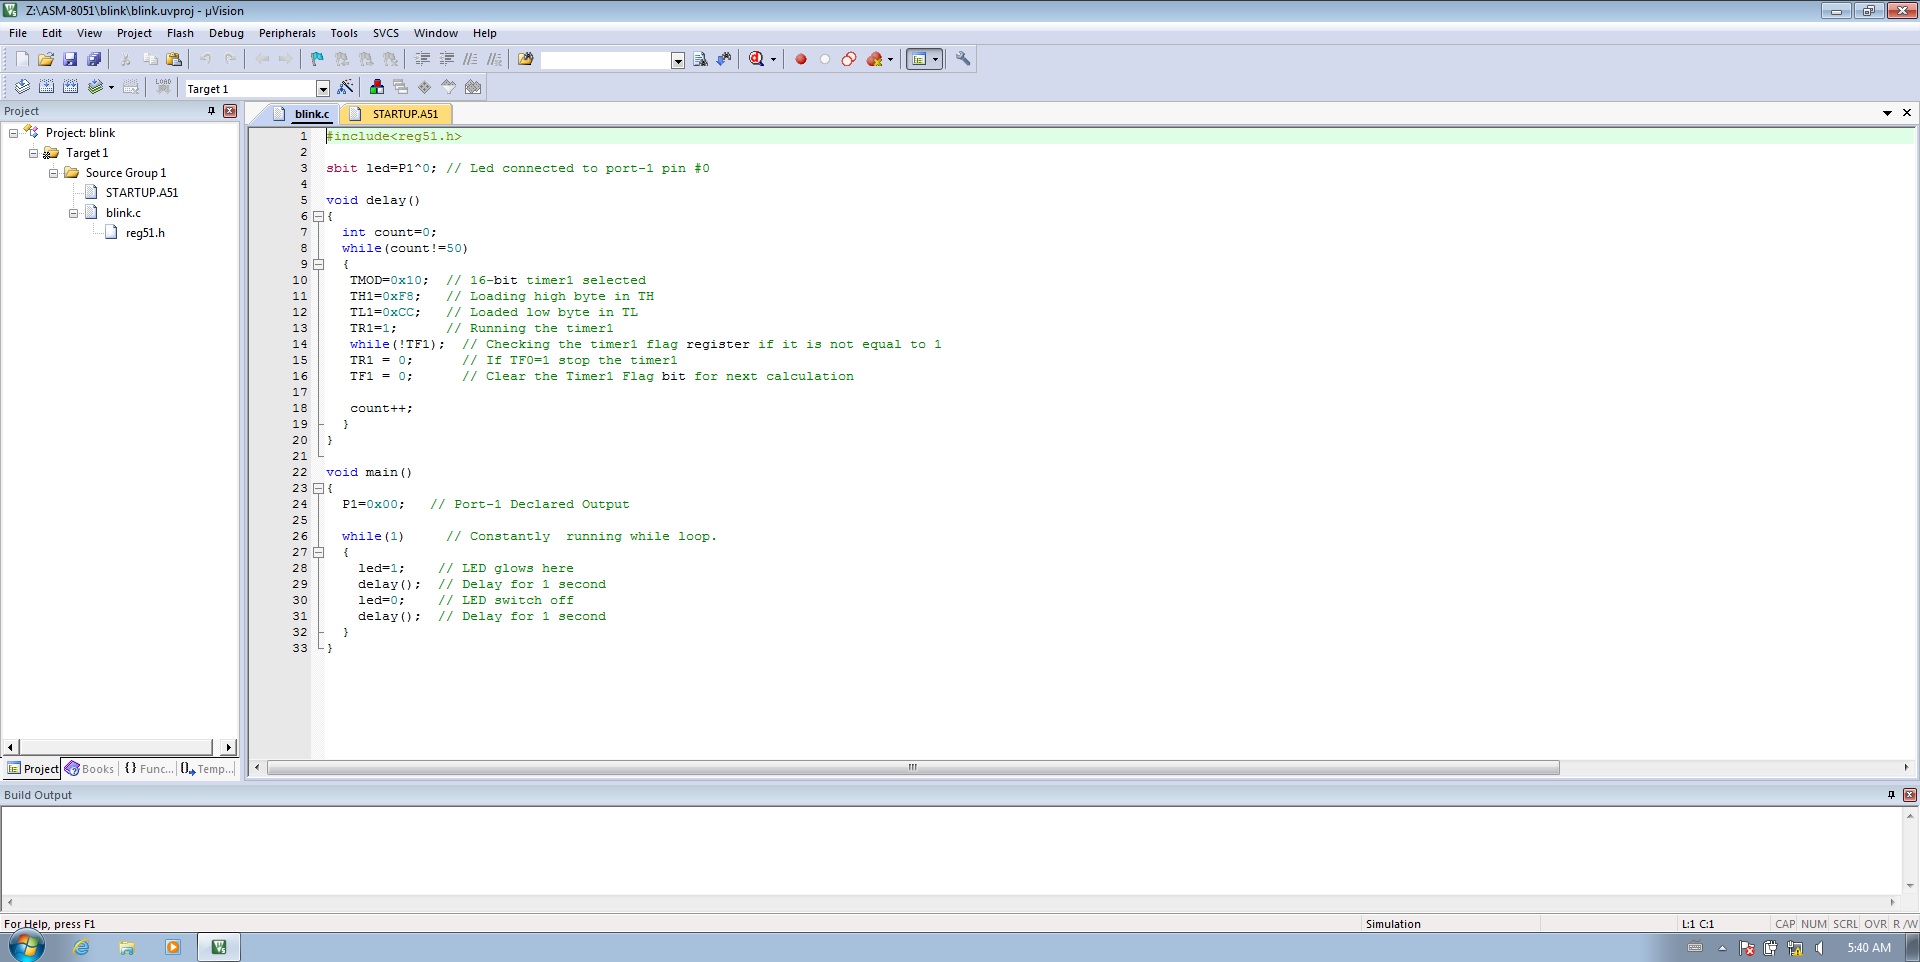 Z:\ASM-8051\blink\blink.uvproj - µVision
File Edit View Project Flash Debug Peripherals Tools SVCS Window Help
LOAD
Target 1
Project
blink.c STARTUP.A51
Project: blink
Target 1
Source Group 1
STARTUP.A51
blink.c
reg51.h
1 #include<reg51.h>
2
3 sbit led=P1^0; // Led connected to port-1 pin #0
4
5 void delay()
6 {
7 int count=0;
8 while(count!=50)
9 {
10 TMOD=0x10; // 16-bit timer1 selected
11 TH1=0xF8; // Loading high byte in TH
12 TL1=0xCC; // Loaded low byte in TL
13 TR1=1; // Running the timer1
14 while(!TF1); // Checking the timer1 flag register if it is not equal to 1
15 TR1 = 0; // If TF0=1 stop the timer1
16 TF1 = 0; // Clear the Timer1 Flag bit for next calculation
17
18 count++;
19 }
20 }
21
22 void main()
23 {
24 P1=0x00; // Port-1 Declared Output
25
26 while(1) // Constantly  running while loop.
27 {
28 led=1; // LED glows here
29 delay(); // Delay for 1 second
30 led=0; // LED switch off
31 delay(); // Delay for 1 second
32 }
33 }
Project Books {} Func... Temp...
Build Output
For Help, press F1 Simulation L:1 C:1 CAP NUM SCRL OVR R/W
5:40 AM